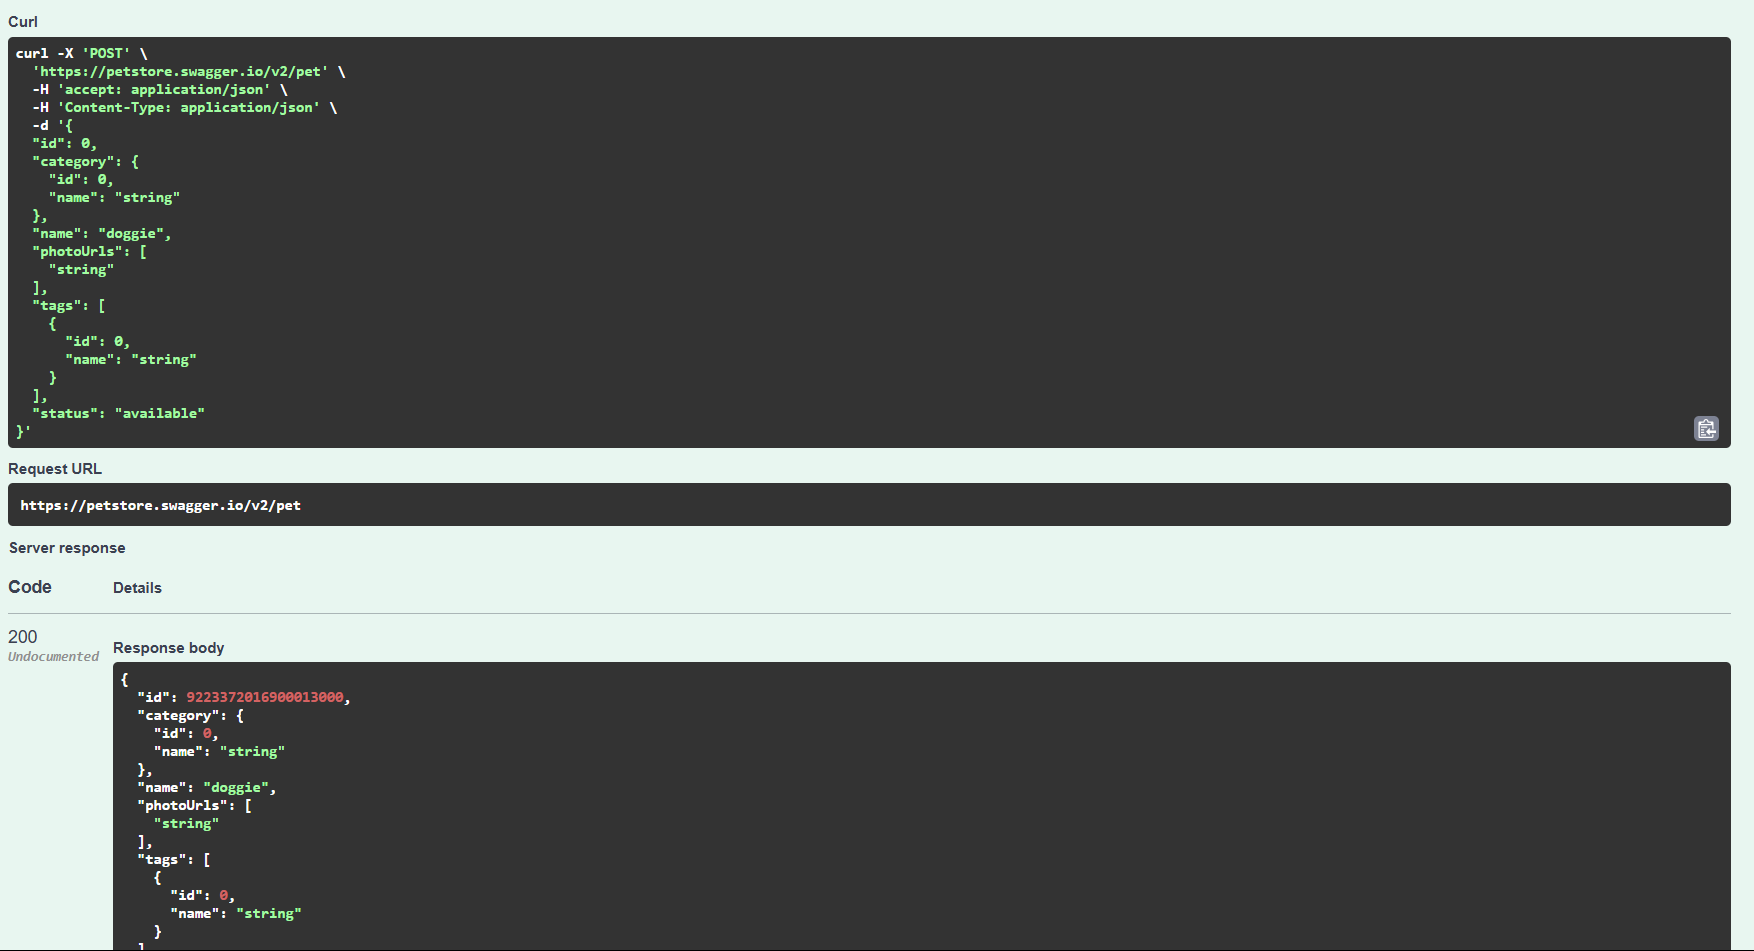 Curl
curl -X 'POST' \
  'https://petstore.swagger.io/v2/pet' \
  -H 'accept: application/json' \
  -H 'Content-Type: application/json' \
  -d '{
  "id": 0,
  "category": {
    "id": 0,
    "name": "string"
  },
  "name": "doggie",
  "photoUrls": [
    "string"
  ],
  "tags": [
    {
      "id": 0,
      "name": "string"
    }
  ],
  "status": "available"
}'
Request URL
https://petstore.swagger.io/v2/pet
Server response
Code Details
200
Undocumented
Response body
{
  "id": 9223372016900013000,
  "category": {
    "id": 0,
    "name": "string"
  },
  "name": "doggie",
  "photoUrls": [
    "string"
  ],
  "tags": [
    {
      "id": 0,
      "name": "string"
    }
  ]